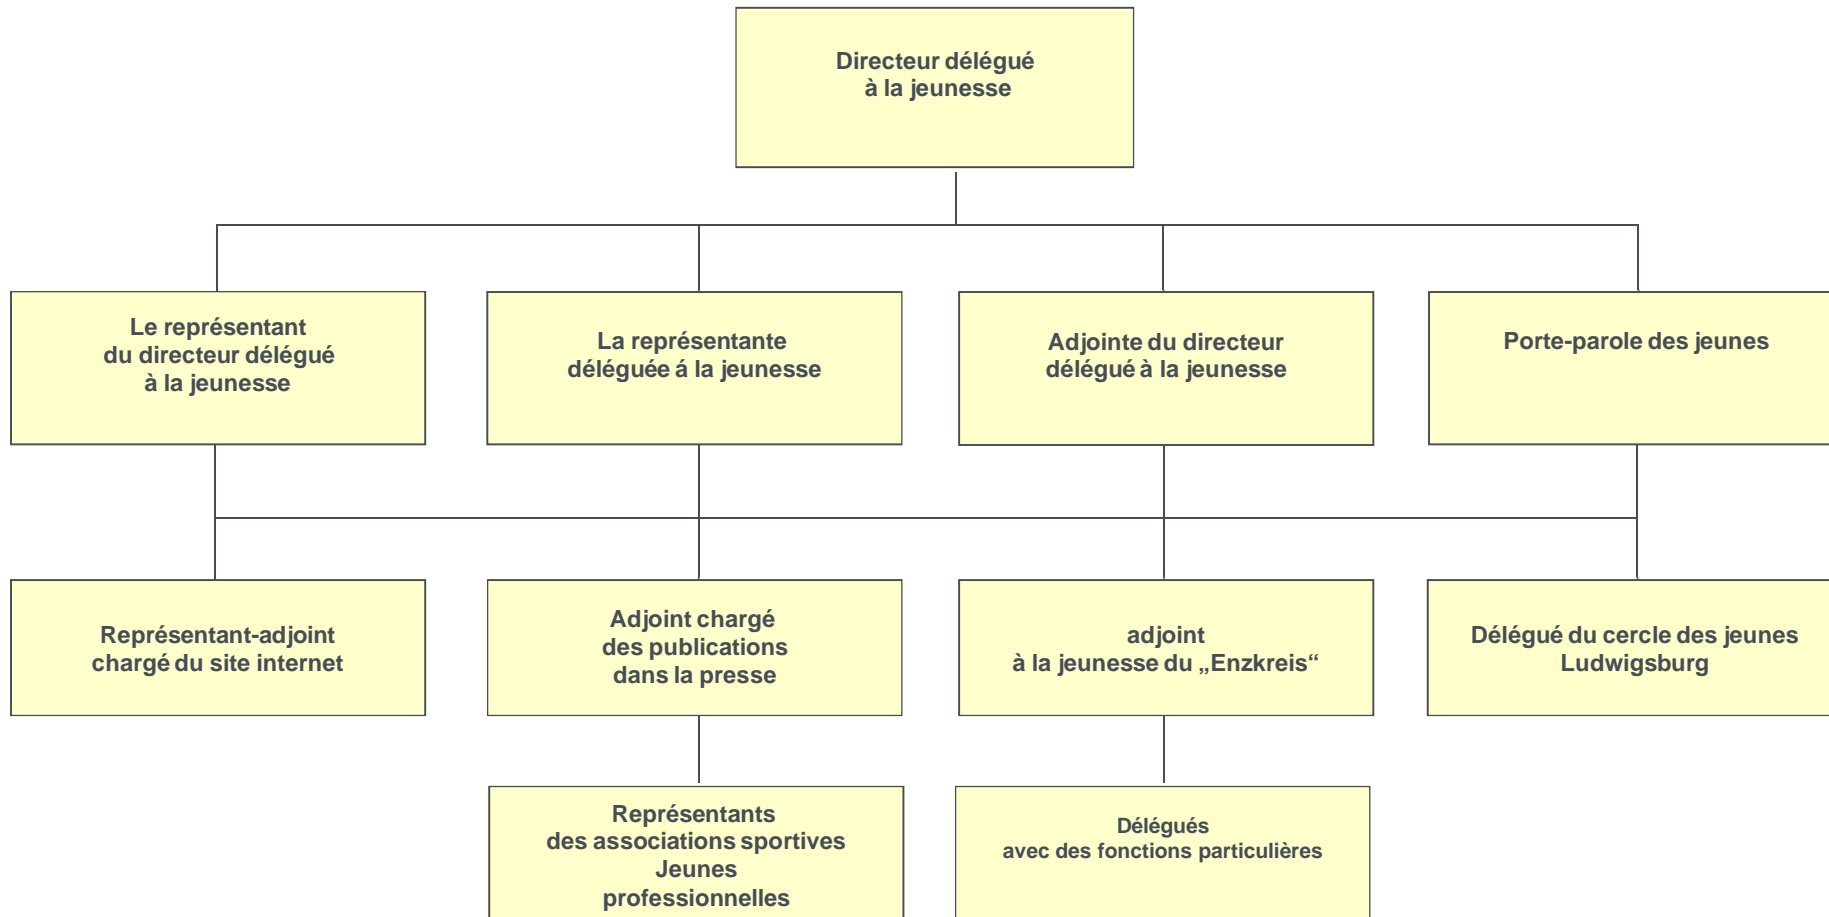 Directeur délégué
à la jeunesse
Le représentant
du directeur délégué
à la jeunesse
La représentante
déléguée á la jeunesse
Adjointe du directeur
délégué à la jeunesse
Porte-parole des jeunes
Représentant-adjoint
chargé du site internet
Adjoint chargé
des publications
dans la presse
adjoint
à la jeunesse du „Enzkreis“
Délégué du cercle des jeunes
Ludwigsburg
Représentants
des associations sportives
Jeunes
professionnelles
Délégués
avec des fonctions particulières